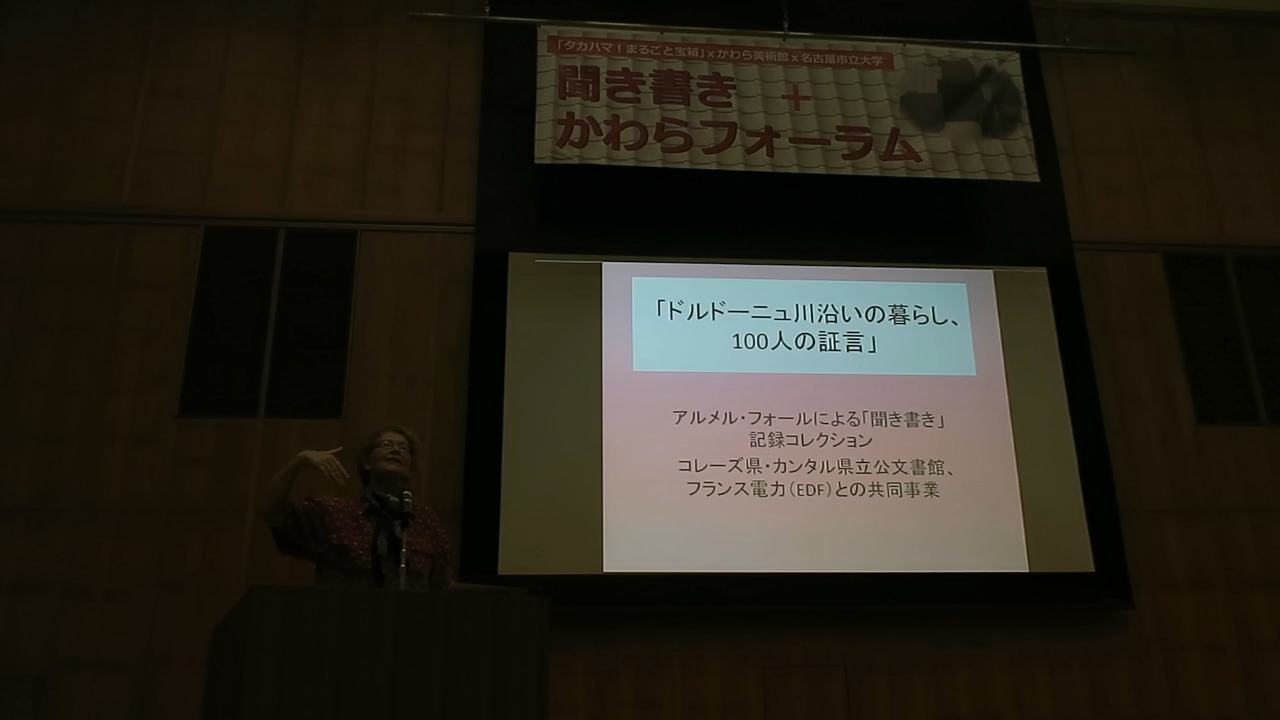 「タカハマ!まるごと宝箱」×かわら美術館×名古屋市立大学
聞き書き +
かわらフォーラム
「ドルドーニュ川沿いの暮らし、
100人の証言」
アルメル・フォールによる「聞き書き」
記録コレクション
コレーズ県・カンタル県立公文書館、
フランス電力(EDF)との共同事業